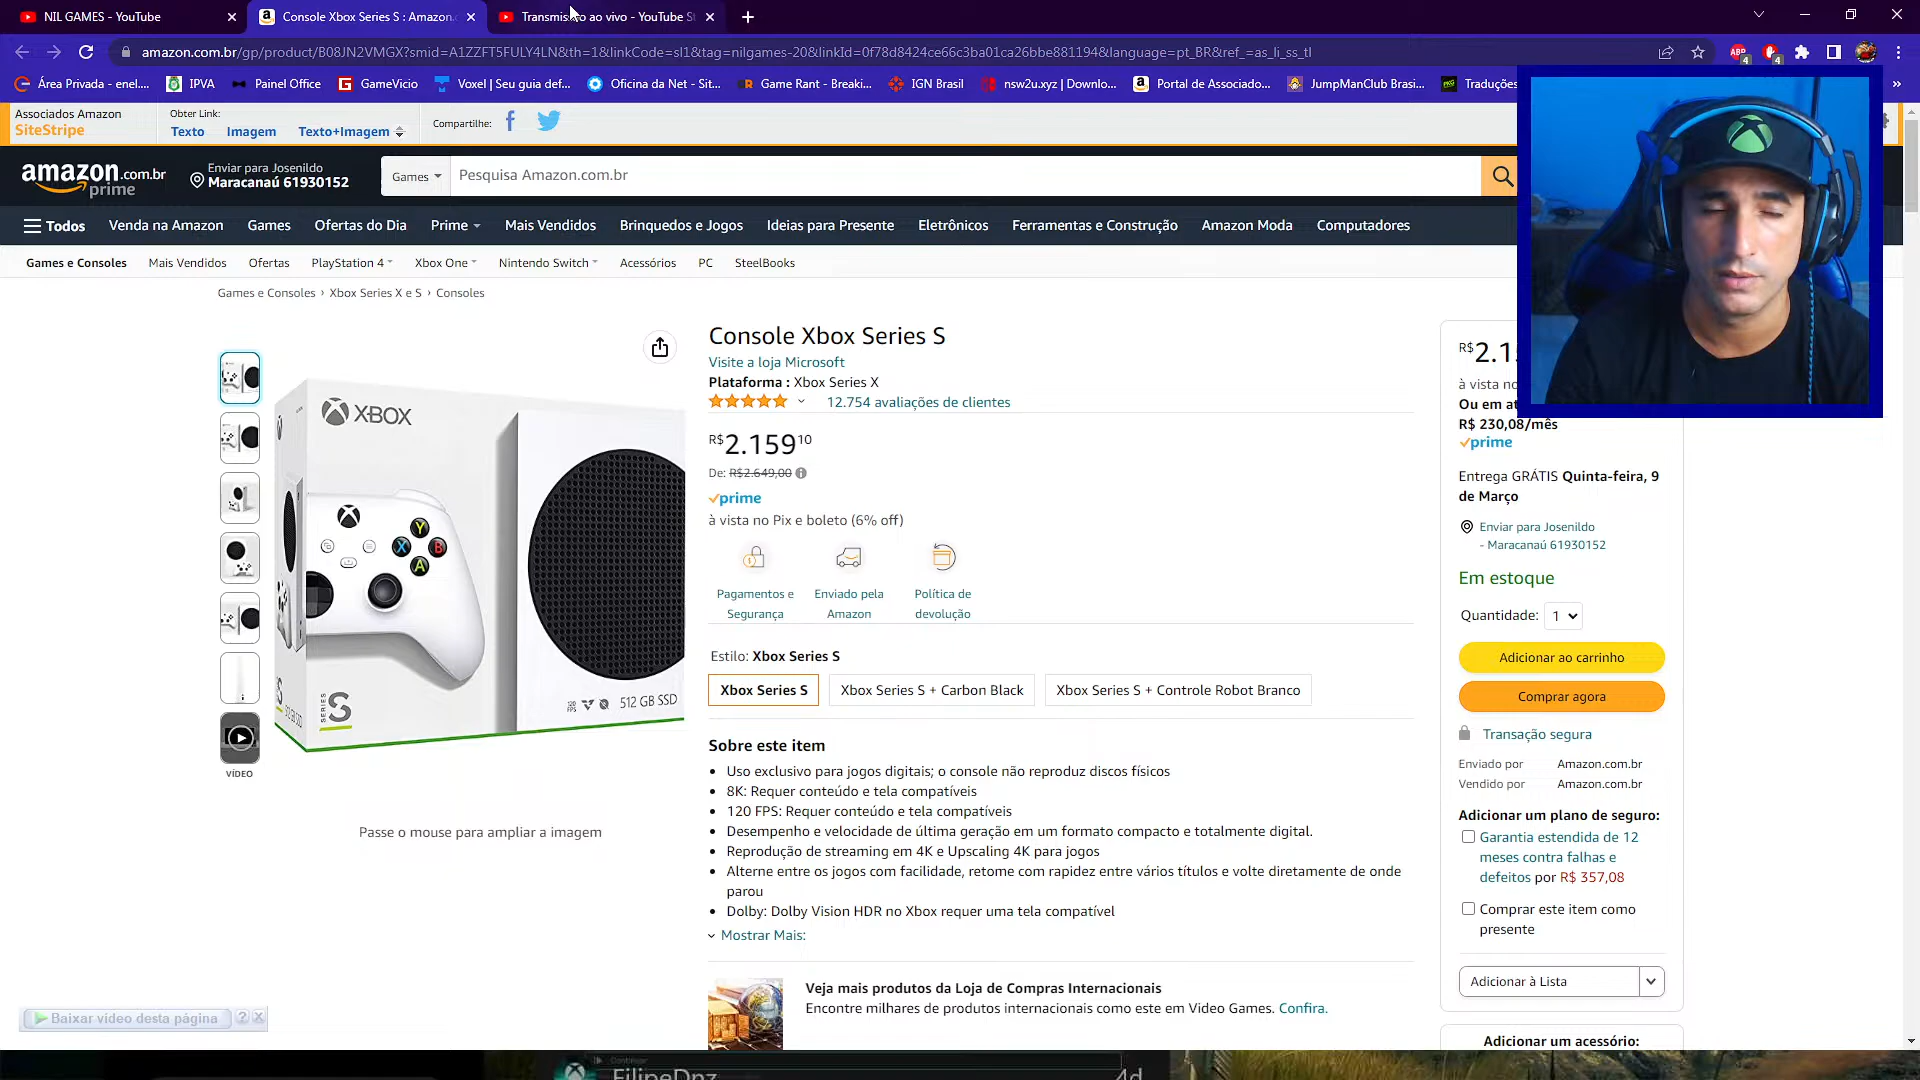 NIL GAMES - YouTube
Console Xbox Series S : Amazon.
Transmissão ao vivo - YouTube St
amazon.com.br/gp/product/B08JN2VMGX?smid=A1ZZFT5FULY4LN&th=1&linkCode=sl1&tag=nilgames-20&linkId=0f78d8424ce66c3ba01ca26bbe881194&language=pt_BR&ref_=as_li_ss_tl
Área Privada - enel....
IPVA
Painel Office
GameVicio
Voxel | Seu guia def...
Oficina da Net - Sit...
Game Rant - Breaki...
IGN Brasil
nsw2u.xyz | Downlo...
Portal de Associado...
JumpManClub Brasi...
Traduções
Associados Amazon
SiteStripe
Obter Link:
Texto
Imagem
Texto+Imagem
Compartilhe:
amazon.com.br
prime
Enviar para Josenildo
Maracanaú 61930152
Games
Pesquisa Amazon.com.br
Todos
Venda na Amazon
Games
Ofertas do Dia
Prime
Mais Vendidos
Brinquedos e Jogos
Ideias para Presente
Eletrônicos
Ferramentas e Construção
Amazon Moda
Computadores
Games e Consoles
Mais Vendidos
Ofertas
PlayStation 4
Xbox One
Nintendo Switch
Acessórios
PC
SteelBooks
Games e Consoles › Xbox Series X e S › Consoles
XBOX
Y
X
B
A
SERIES
S
512 GB SSD
VÍDEO
Passe o mouse para ampliar a imagem
Console Xbox Series S
Visite a loja Microsoft
Plataforma : Xbox Series X
12.754 avaliações de clientes
R$2.15910
De: R$2.649,00
prime
à vista no Pix e boleto (6% off)
Pagamentos e
Segurança
Enviado pela
Amazon
Política de
devolução
Estilo: Xbox Series S
Xbox Series S
Xbox Series S + Carbon Black
Xbox Series S + Controle Robot Branco
Sobre este item
Uso exclusivo para jogos digitais; o console não reproduz discos físicos
8K: Requer conteúdo e tela compatíveis
120 FPS: Requer conteúdo e tela compatíveis
Desempenho e velocidade de última geração em um formato compacto e totalmente digital.
Reprodução de streaming em 4K e Upscaling 4K para jogos
Alterne entre os jogos com facilidade, retome com rapidez entre vários títulos e volte diretamente de onde
parou
Dolby: Dolby Vision HDR no Xbox requer uma tela compatível
Mostrar Mais:
Veja mais produtos da Loja de Compras Internacionais
Encontre milhares de produtos internacionais como este em Video Games. Confira.
R$2.1
à vista no
Ou em at
R$ 230,08/mês
prime
Entrega GRÁTIS Quinta-feira, 9
de Março
Enviar para Josenildo
- Maracanaú 61930152
Em estoque
Quantidade: 1
Adicionar ao carrinho
Comprar agora
Transação segura
Enviado por Amazon.com.br
Vendido por Amazon.com.br
Adicionar um plano de seguro:
Garantia estendida de 12
meses contra falhas e
defeitos por R$ 357,08
Comprar este item como
presente
Adicionar à Lista
Adicionar um acessório:
Baixar vídeo desta página
Continuar
FilipeDnz
4d